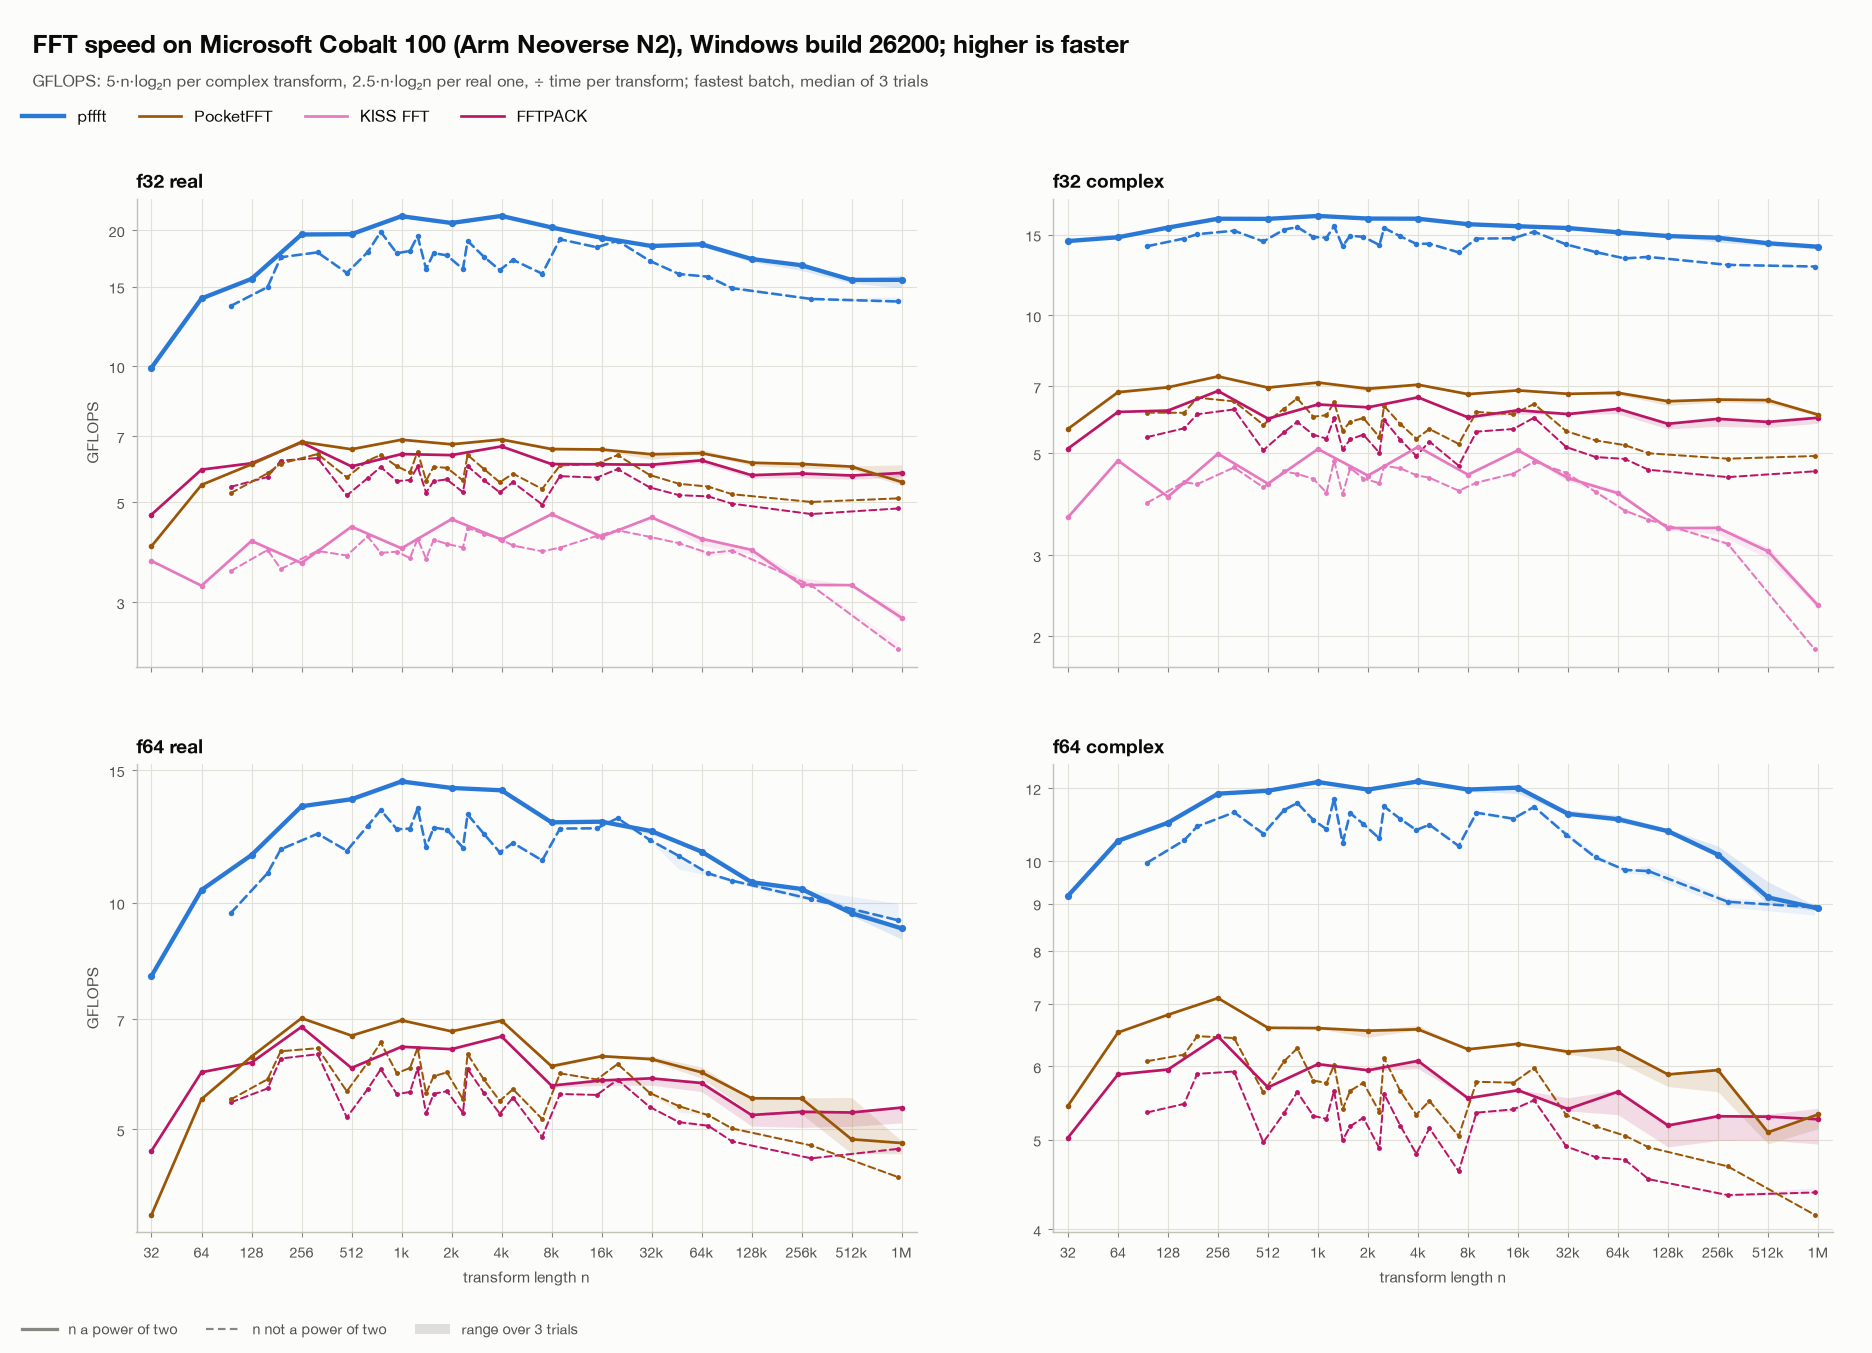 FFT speed on Microsoft Cobalt 100 (Arm Neoverse N2), Windows build 26200; higher is faster
GFLOPS: 5·n·log₂n per complex transform, 2.5·n·log₂n per real one, ÷ time per transform; fastest batch, median of 3 trials
pffft PocketFFT KISS FFT FFTPACK
f32 real
20
15
10
7
5
3
GFLOPS
f32 complex
15
10
7
5
3
2
f64 real
15
10
7
5
GFLOPS
32 64 128 256 512 1k 2k 4k 8k 16k 32k 64k 128k 256k 512k 1M
transform length n
f64 complex
12
10
9
8
7
6
5
4
32 64 128 256 512 1k 2k 4k 8k 16k 32k 64k 128k 256k 512k 1M
transform length n
n a power of two n not a power of two range over 3 trials